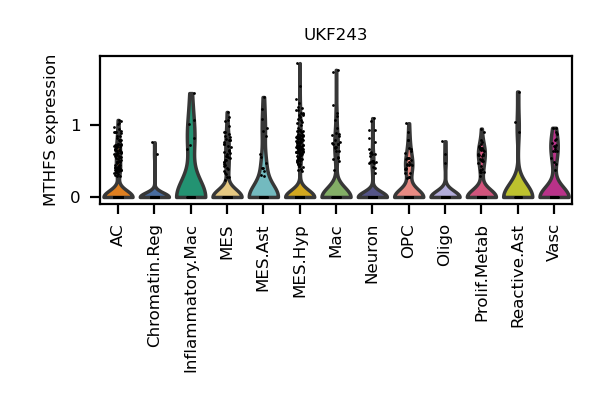 UKF243
MTHFS expression
1
0
AC
Chromatin.Reg
Inflammatory.Mac
MES
MES.Ast
MES.Hyp
Mac
Neuron
OPC
Oligo
Prolif.Metab
Reactive.Ast
Vasc